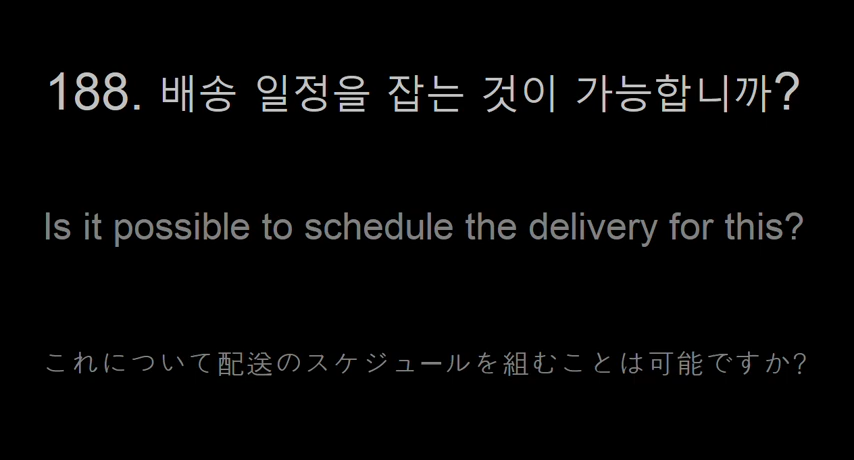 188. 배송 일정을 잡는 것이 가능합니까?
Is it possible to schedule the delivery for this?
これについて配送のスケジュールを組むことは可能ですか?